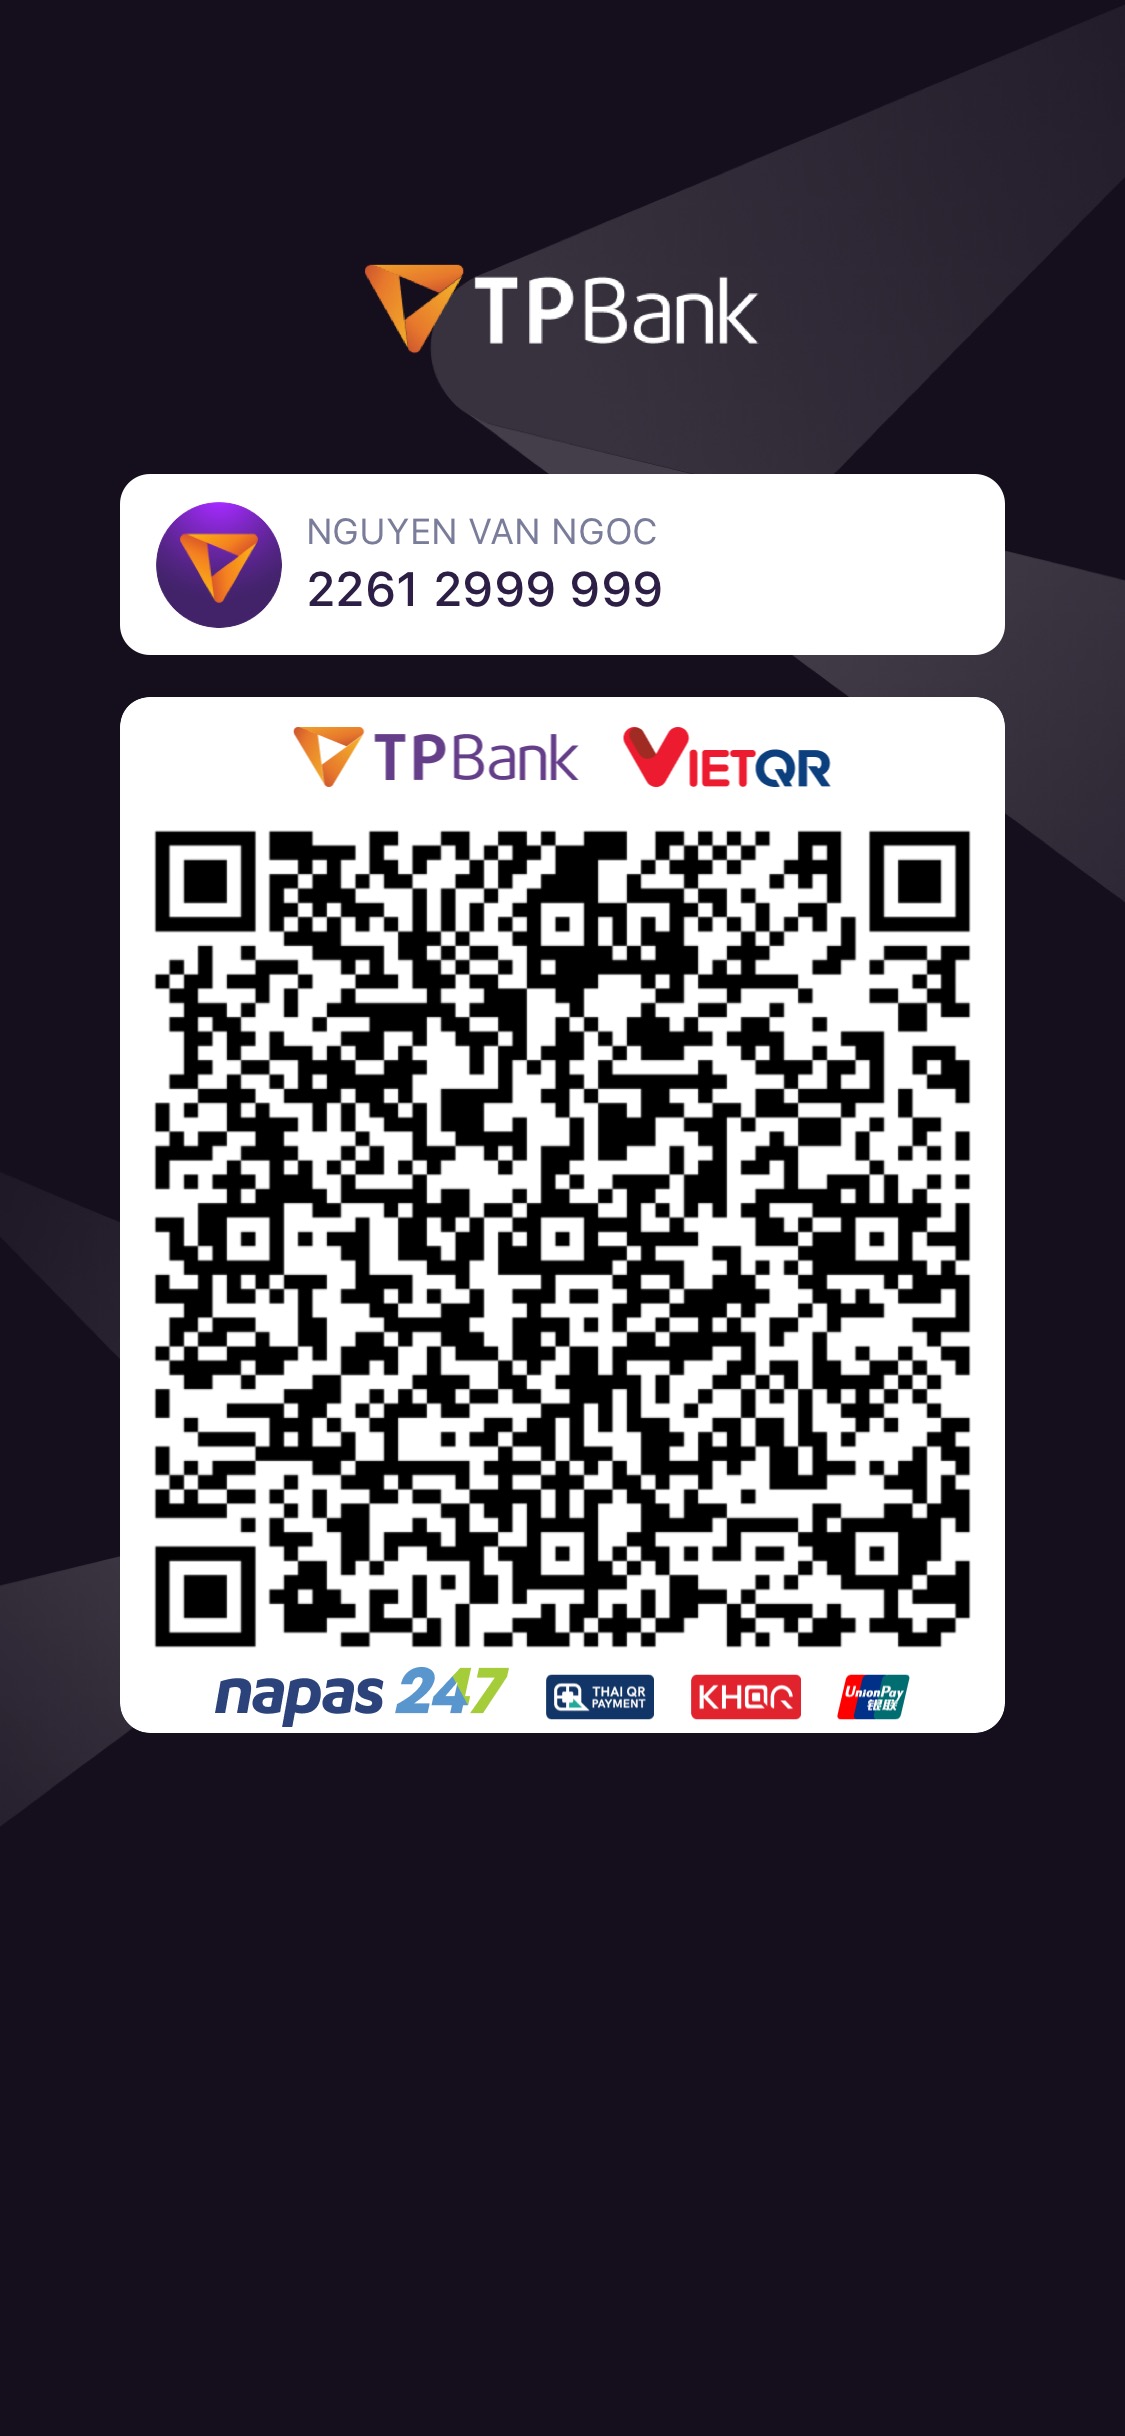 TPBank
NGUYEN VAN NGOC
2261 2999 999
TPBank VIETQR
napas 247 THAI QR PAYMENT KHQR UnionPay 银联